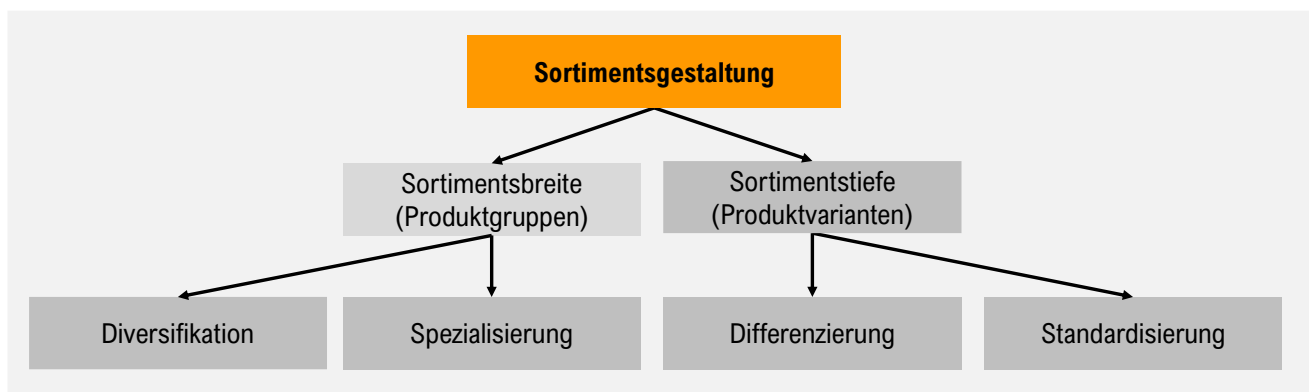 Sortimentsgestaltung
Sortimentsbreite
(Produktgruppen)
Sortimentstiefe
(Produktvarianten)
Diversifikation
Spezialisierung
Differenzierung
Standardisierung